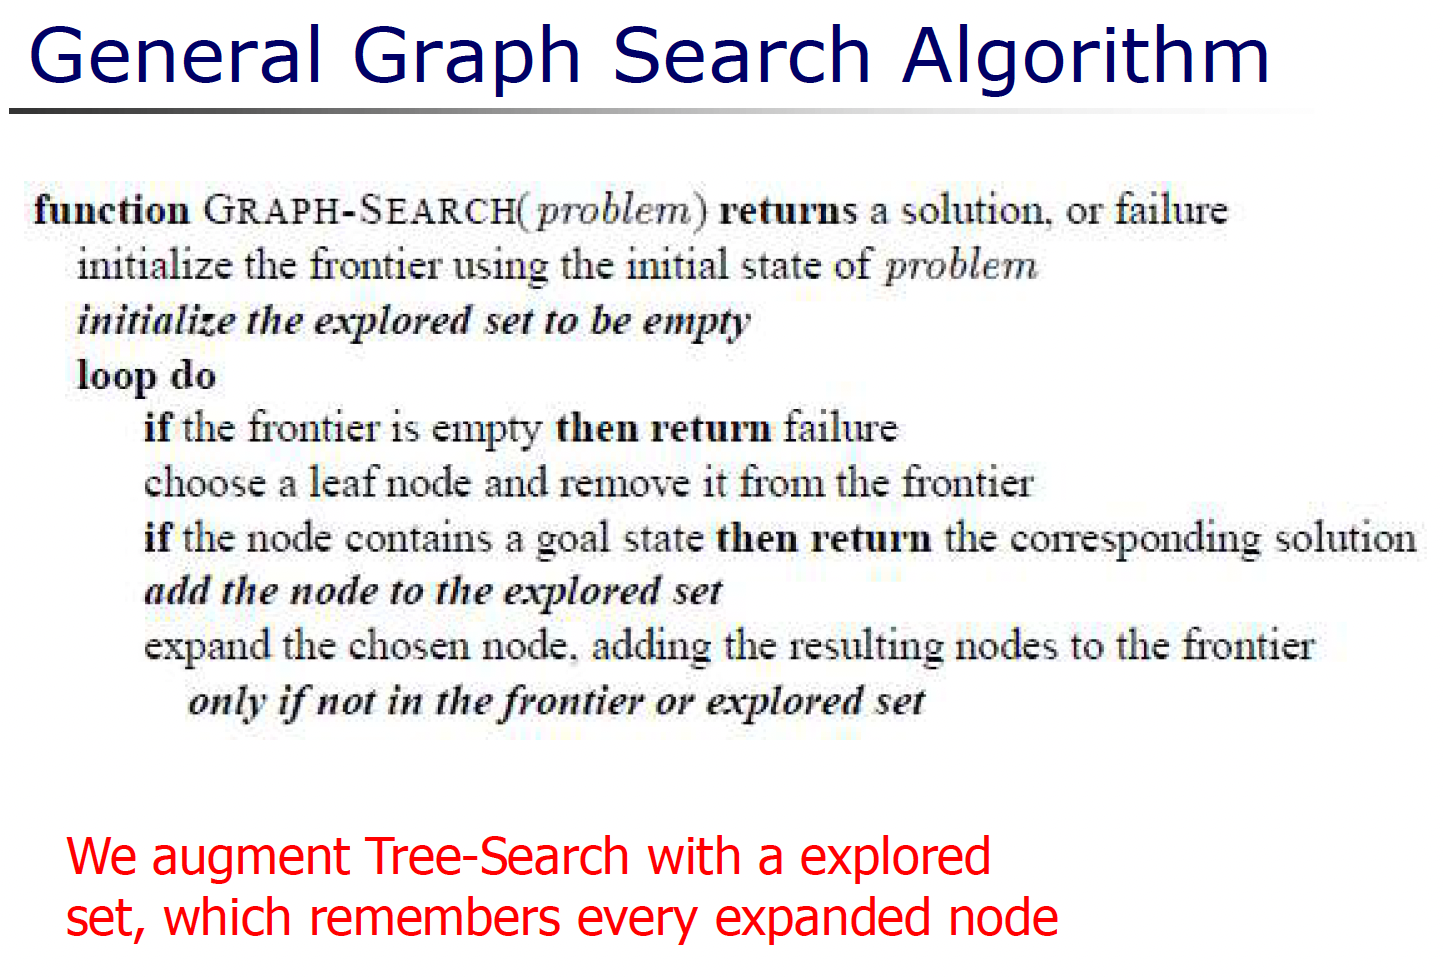 General Graph Search Algorithm
function GRAPH-SEARCH(problem) returns a solution, or failure
initialize the frontier using the initial state of problem
initialize the explored set to be empty
loop do
if the frontier is empty then return failure
choose a leaf node and remove it from the frontier
if the node contains a goal state then return the corresponding solution
add the node to the explored set
expand the chosen node, adding the resulting nodes to the frontier
only if not in the frontier or explored set
We augment Tree-Search with a explored
set, which remembers every expanded node